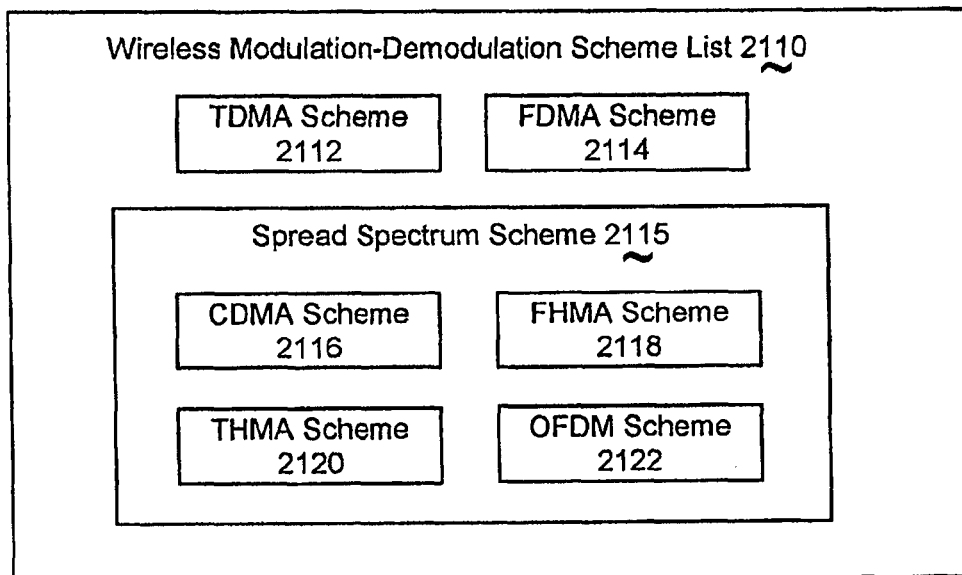 Wireless Modulation-Demodulation Scheme List 2110
TDMA Scheme
2112
FDMA Scheme
2114
Spread Spectrum Scheme 2115
CDMA Scheme
2116
FHMA Scheme
2118
THMA Scheme
2120
OFDM Scheme
2122